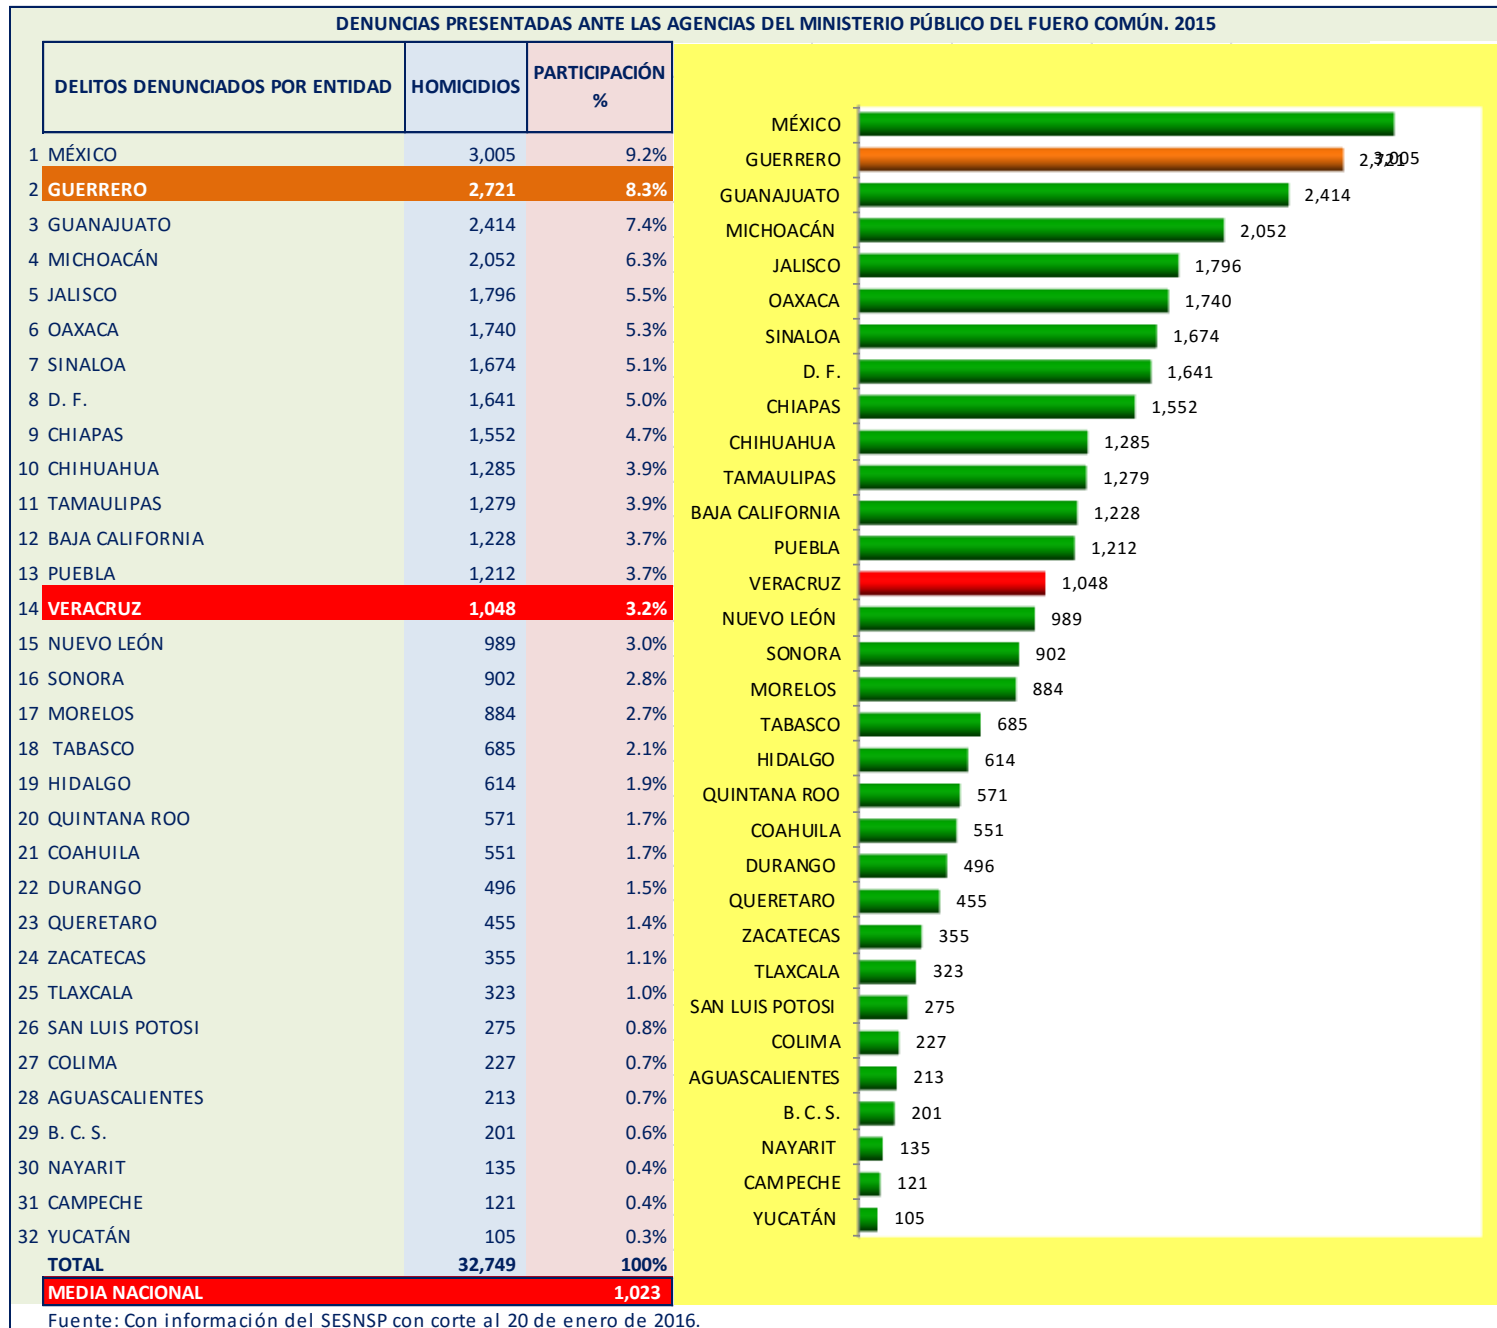 DENUNCIAS PRESENTADAS ANTE LAS AGENCIAS DEL MINISTERIO PÚBLICO DEL FUERO COMÚN. 2015
DELITOS DENUNCIADOS POR ENTIDAD HOMICIDIOS PARTICIPACIÓN %
1 MÉXICO 3,005 9.2%
2 GUERRERO 2,721 8.3%
3 GUANAJUATO 2,414 7.4%
4 MICHOACÁN 2,052 6.3%
5 JALISCO 1,796 5.5%
6 OAXACA 1,740 5.3%
7 SINALOA 1,674 5.1%
8 D. F. 1,641 5.0%
9 CHIAPAS 1,552 4.7%
10 CHIHUAHUA 1,285 3.9%
11 TAMAULIPAS 1,279 3.9%
12 BAJA CALIFORNIA 1,228 3.7%
13 PUEBLA 1,212 3.7%
14 VERACRUZ 1,048 3.2%
15 NUEVO LEÓN 989 3.0%
16 SONORA 902 2.8%
17 MORELOS 884 2.7%
18 TABASCO 685 2.1%
19 HIDALGO 614 1.9%
20 QUINTANA ROO 571 1.7%
21 COAHUILA 551 1.7%
22 DURANGO 496 1.5%
23 QUERETARO 455 1.4%
24 ZACATECAS 355 1.1%
25 TLAXCALA 323 1.0%
26 SAN LUIS POTOSI 275 0.8%
27 COLIMA 227 0.7%
28 AGUASCALIENTES 213 0.7%
29 B. C. S. 201 0.6%
30 NAYARIT 135 0.4%
31 CAMPECHE 121 0.4%
32 YUCATÁN 105 0.3%
TOTAL 32,749 100%
MEDIA NACIONAL 1,023
Fuente: Con información del SESNSP con corte al 20 de enero de 2016.
MÉXICO 3,005
GUERRERO 2,721
GUANAJUATO 2,414
MICHOACÁN 2,052
JALISCO 1,796
OAXACA 1,740
SINALOA 1,674
D. F. 1,641
CHIAPAS 1,552
CHIHUAHUA 1,285
TAMAULIPAS 1,279
BAJA CALIFORNIA 1,228
PUEBLA 1,212
VERACRUZ 1,048
NUEVO LEÓN 989
SONORA 902
MORELOS 884
TABASCO 685
HIDALGO 614
QUINTANA ROO 571
COAHUILA 551
DURANGO 496
QUERETARO 455
ZACATECAS 355
TLAXCALA 323
SAN LUIS POTOSI 275
COLIMA 227
AGUASCALIENTES 213
B. C. S. 201
NAYARIT 135
CAMPECHE 121
YUCATÁN 105